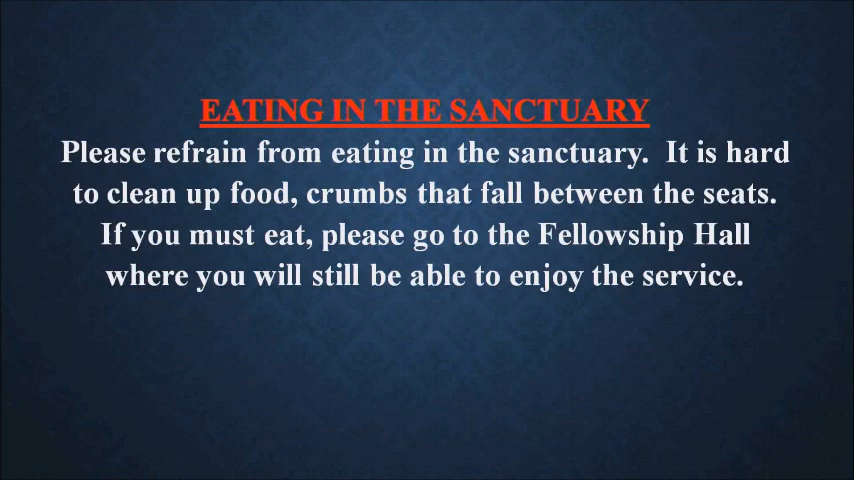 EATING IN THE SANCTUARY
Please refrain from eating in the sanctuary.  It is hard
to clean up food, crumbs that fall between the seats.
If you must eat, please go to the Fellowship Hall
where you will still be able to enjoy the service.